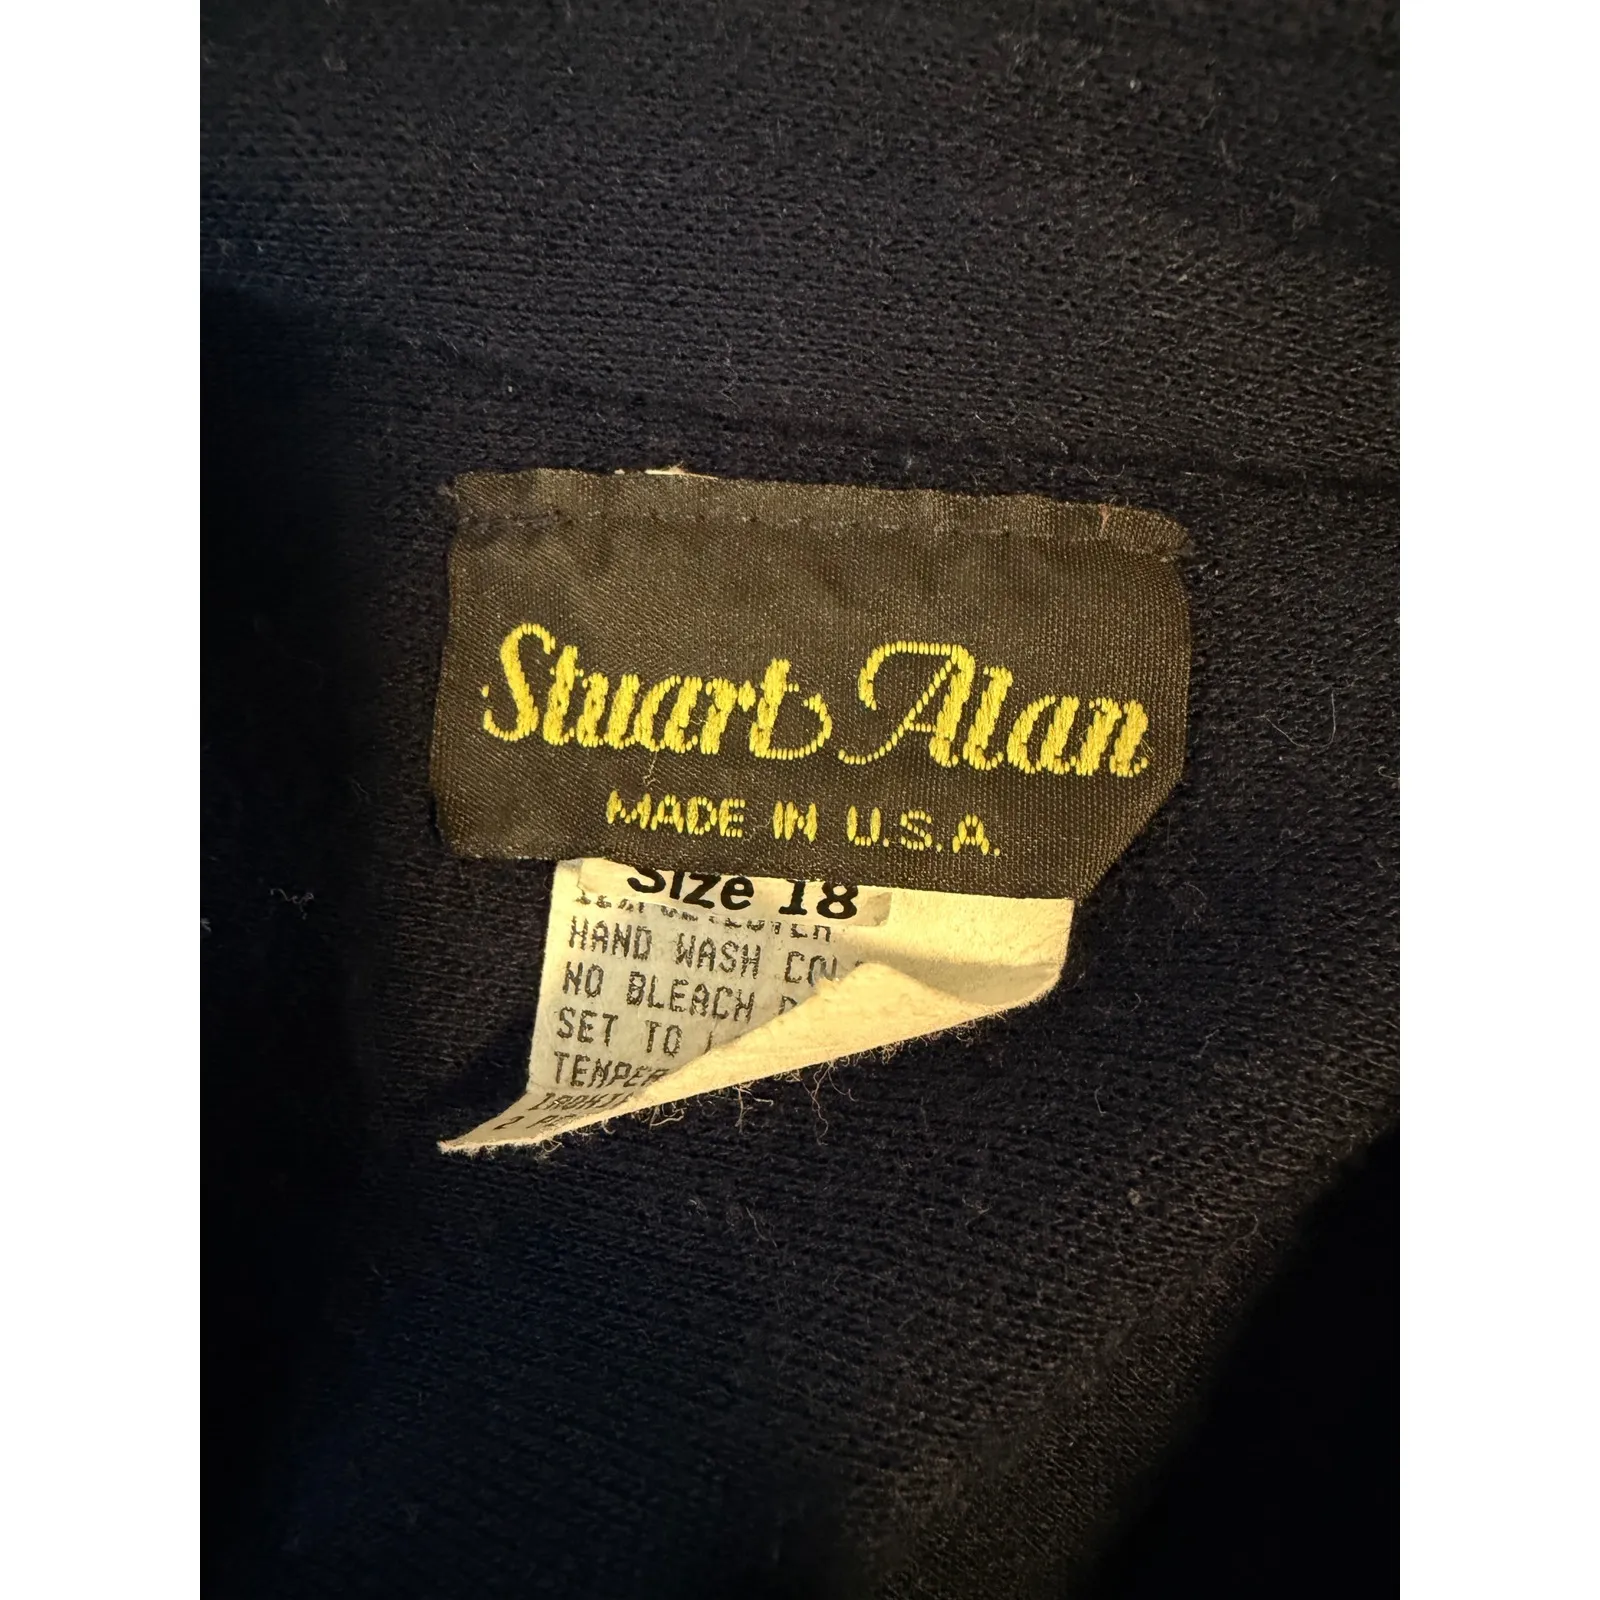 Stuart Alan
MADE IN U.S.A.
Size 18
HAND WASH
NO BLEACH
SET TO